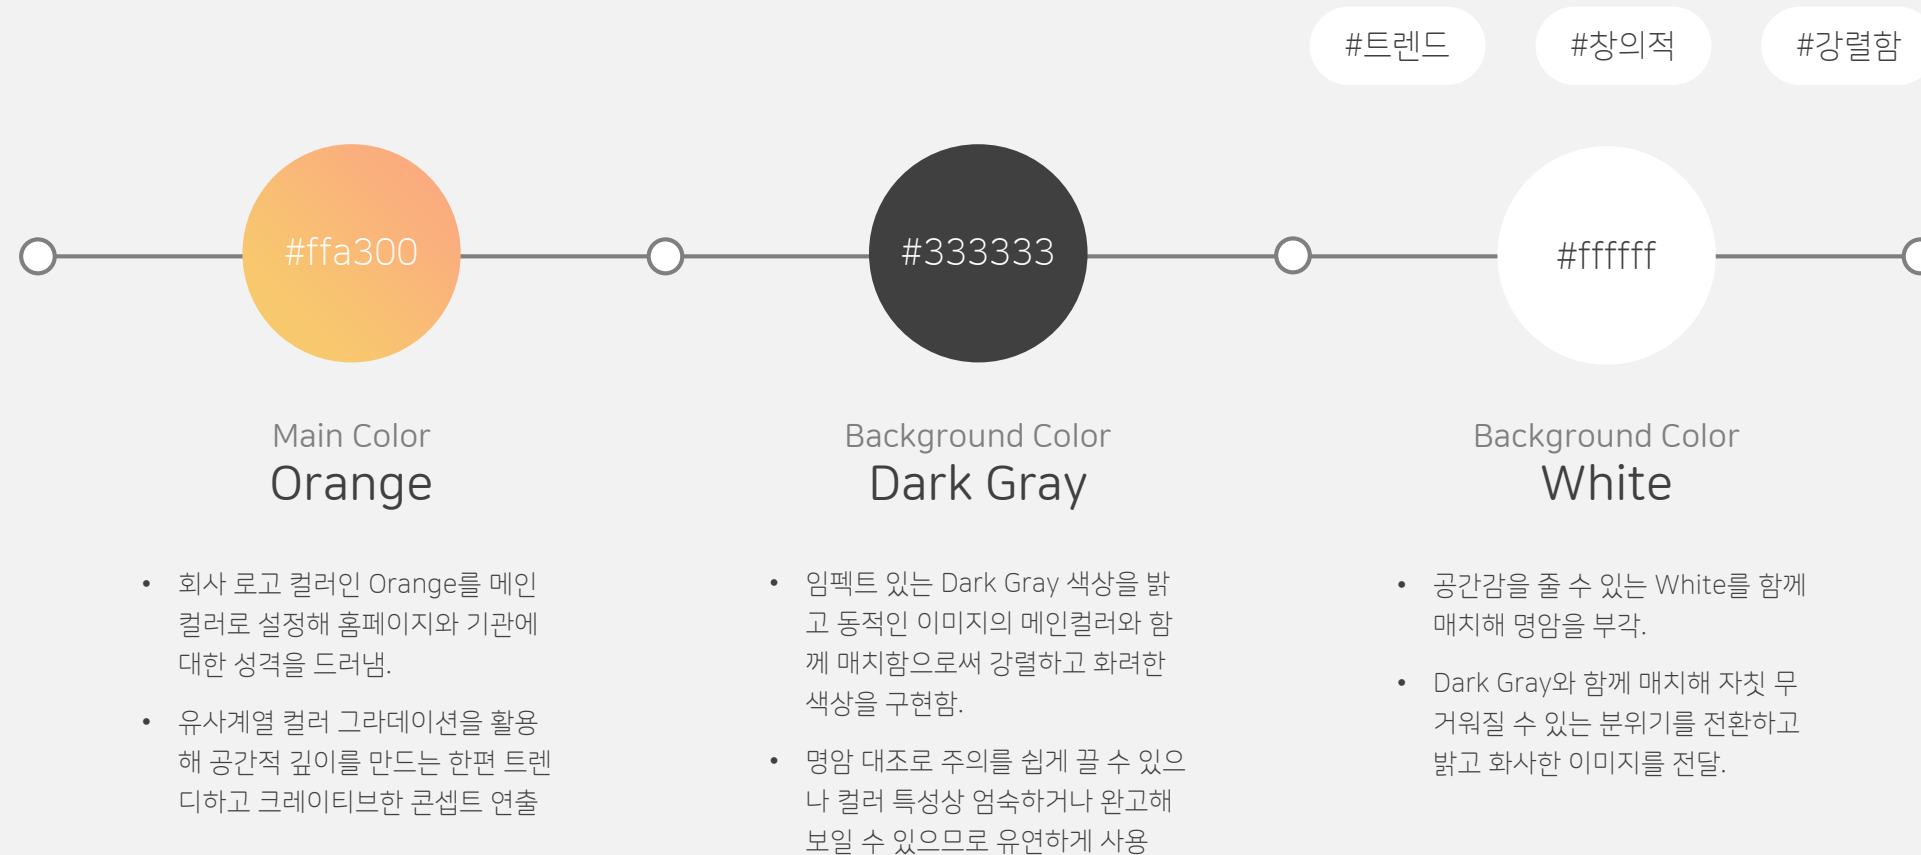 #트렌드 #창의적 #강렬함
#ffa300
#333333
#ffffff
Main Color
Orange
• 회사 로고 컬러인 Orange를 메인
컬러로 설정해 홈페이지와 기관에
대한 성격을 드러냄.
• 유사계열 컬러 그라데이션을 활용
해 공간적 깊이를 만드는 한편 트렌
디하고 크레이티브한 콘셉트 연출
Background Color
Dark Gray
• 임펙트 있는 Dark Gray 색상을 밝
고 동적인 이미지의 메인컬러와 함
께 매치함으로써 강렬하고 화려한
색상을 구현함.
• 명암 대조로 주의를 쉽게 끌 수 있으
나 컬러 특성상 엄숙하거나 완고해
보일 수 있으므로 유연하게 사용
Background Color
White
• 공간감을 줄 수 있는 White를 함께
매치해 명암을 부각.
• Dark Gray와 함께 매치해 자칫 무
거워질 수 있는 분위기를 전환하고
밝고 화사한 이미지를 전달.